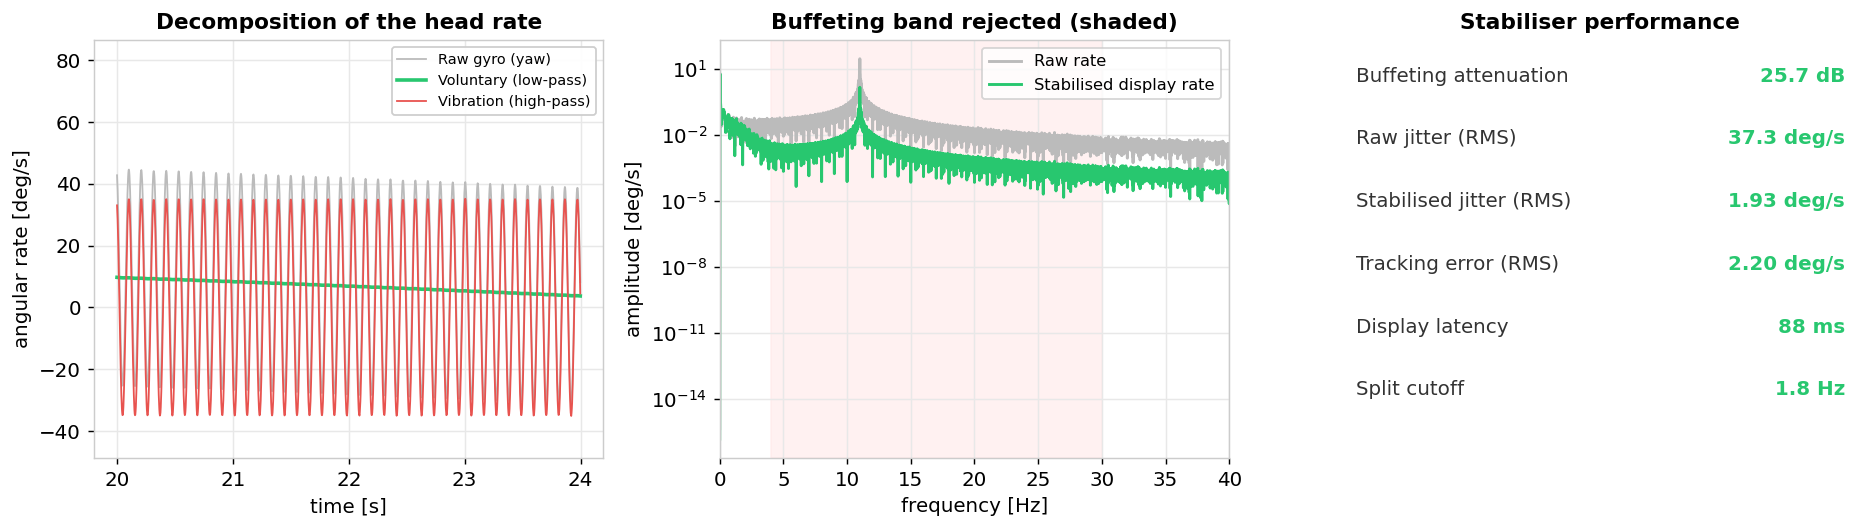 Decomposition of the head rate
Raw gyro (yaw)
Voluntary (low-pass)
Vibration (high-pass)
angular rate [deg/s]
80
60
40
20
0
−20
−40
20
21
22
23
24
time [s]
Buffeting band rejected (shaded)
Raw rate
Stabilised display rate
amplitude [deg/s]
10¹
10⁻²
10⁻⁵
10⁻⁸
10⁻¹¹
10⁻¹⁴
0
5
10
15
20
25
30
35
40
frequency [Hz]
Stabiliser performance
Buffeting attenuation 25.7 dB
Raw jitter (RMS) 37.3 deg/s
Stabilised jitter (RMS) 1.93 deg/s
Tracking error (RMS) 2.20 deg/s
Display latency 88 ms
Split cutoff 1.8 Hz